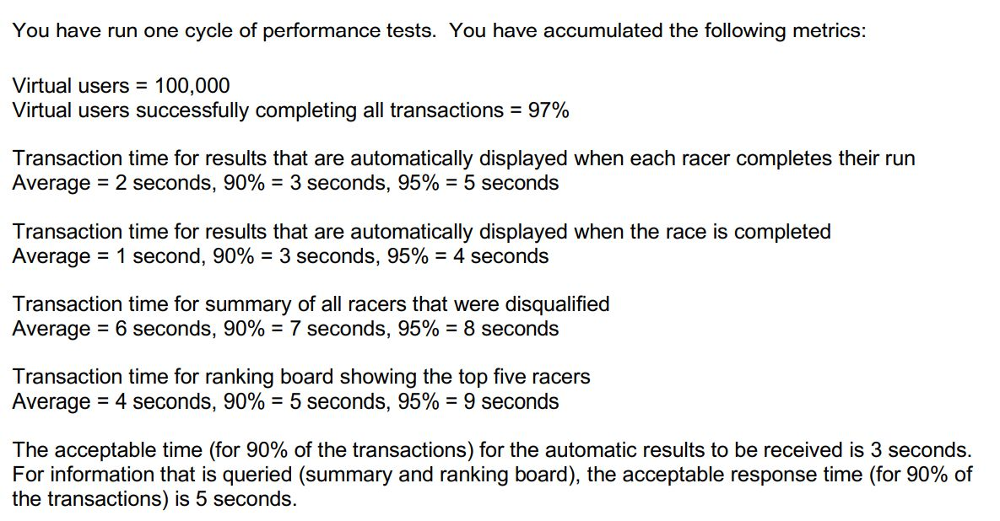 You have run one cycle of performance tests.  You have accumulated the following metrics:
Virtual users = 100,000
Virtual users successfully completing all transactions = 97%
Transaction time for results that are automatically displayed when each racer completes their run
Average = 2 seconds, 90% = 3 seconds, 95% = 5 seconds
Transaction time for results that are automatically displayed when the race is completed
Average = 1 second, 90% = 3 seconds, 95% = 4 seconds
Transaction time for summary of all racers that were disqualified
Average = 6 seconds, 90% = 7 seconds, 95% = 8 seconds
Transaction time for ranking board showing the top five racers
Average = 4 seconds, 90% = 5 seconds, 95% = 9 seconds
The acceptable time (for 90% of the transactions) for the automatic results to be received is 3 seconds.
For information that is queried (summary and ranking board), the acceptable response time (for 90% of
the transactions) is 5 seconds.